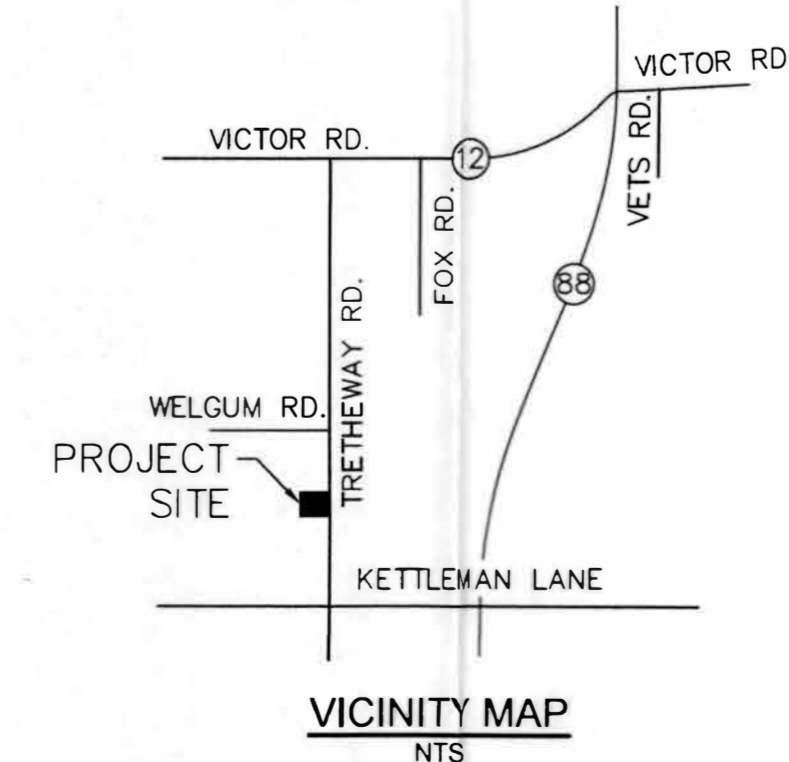 VICTOR RD
VICTOR RD.
12
VETS RD.
FOX RD.
88
TRETHEWAY RD.
WELGUM RD.
PROJECT
SITE
KETTLEMAN LANE
VICINITY MAP
NTS